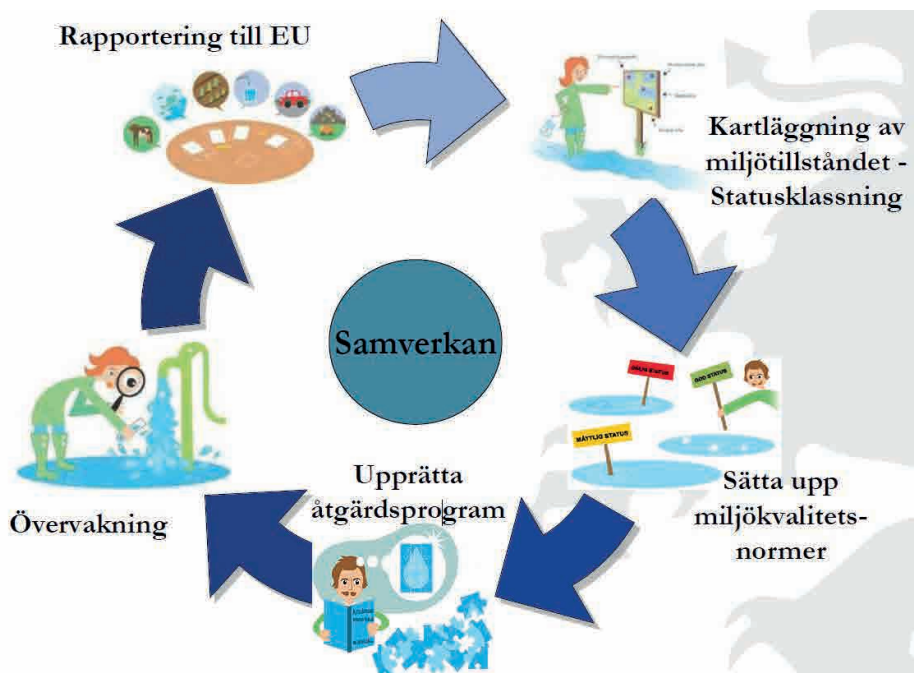 Rapportering till EU
Kartläggning av
miljötillståndet -
Statusklassning
Samverkan
GOD STATUS
MÅTTLIG STATUS
Sätta upp
miljökvalitets-
normer
Upprätta
åtgärdsprogram
Övervakning